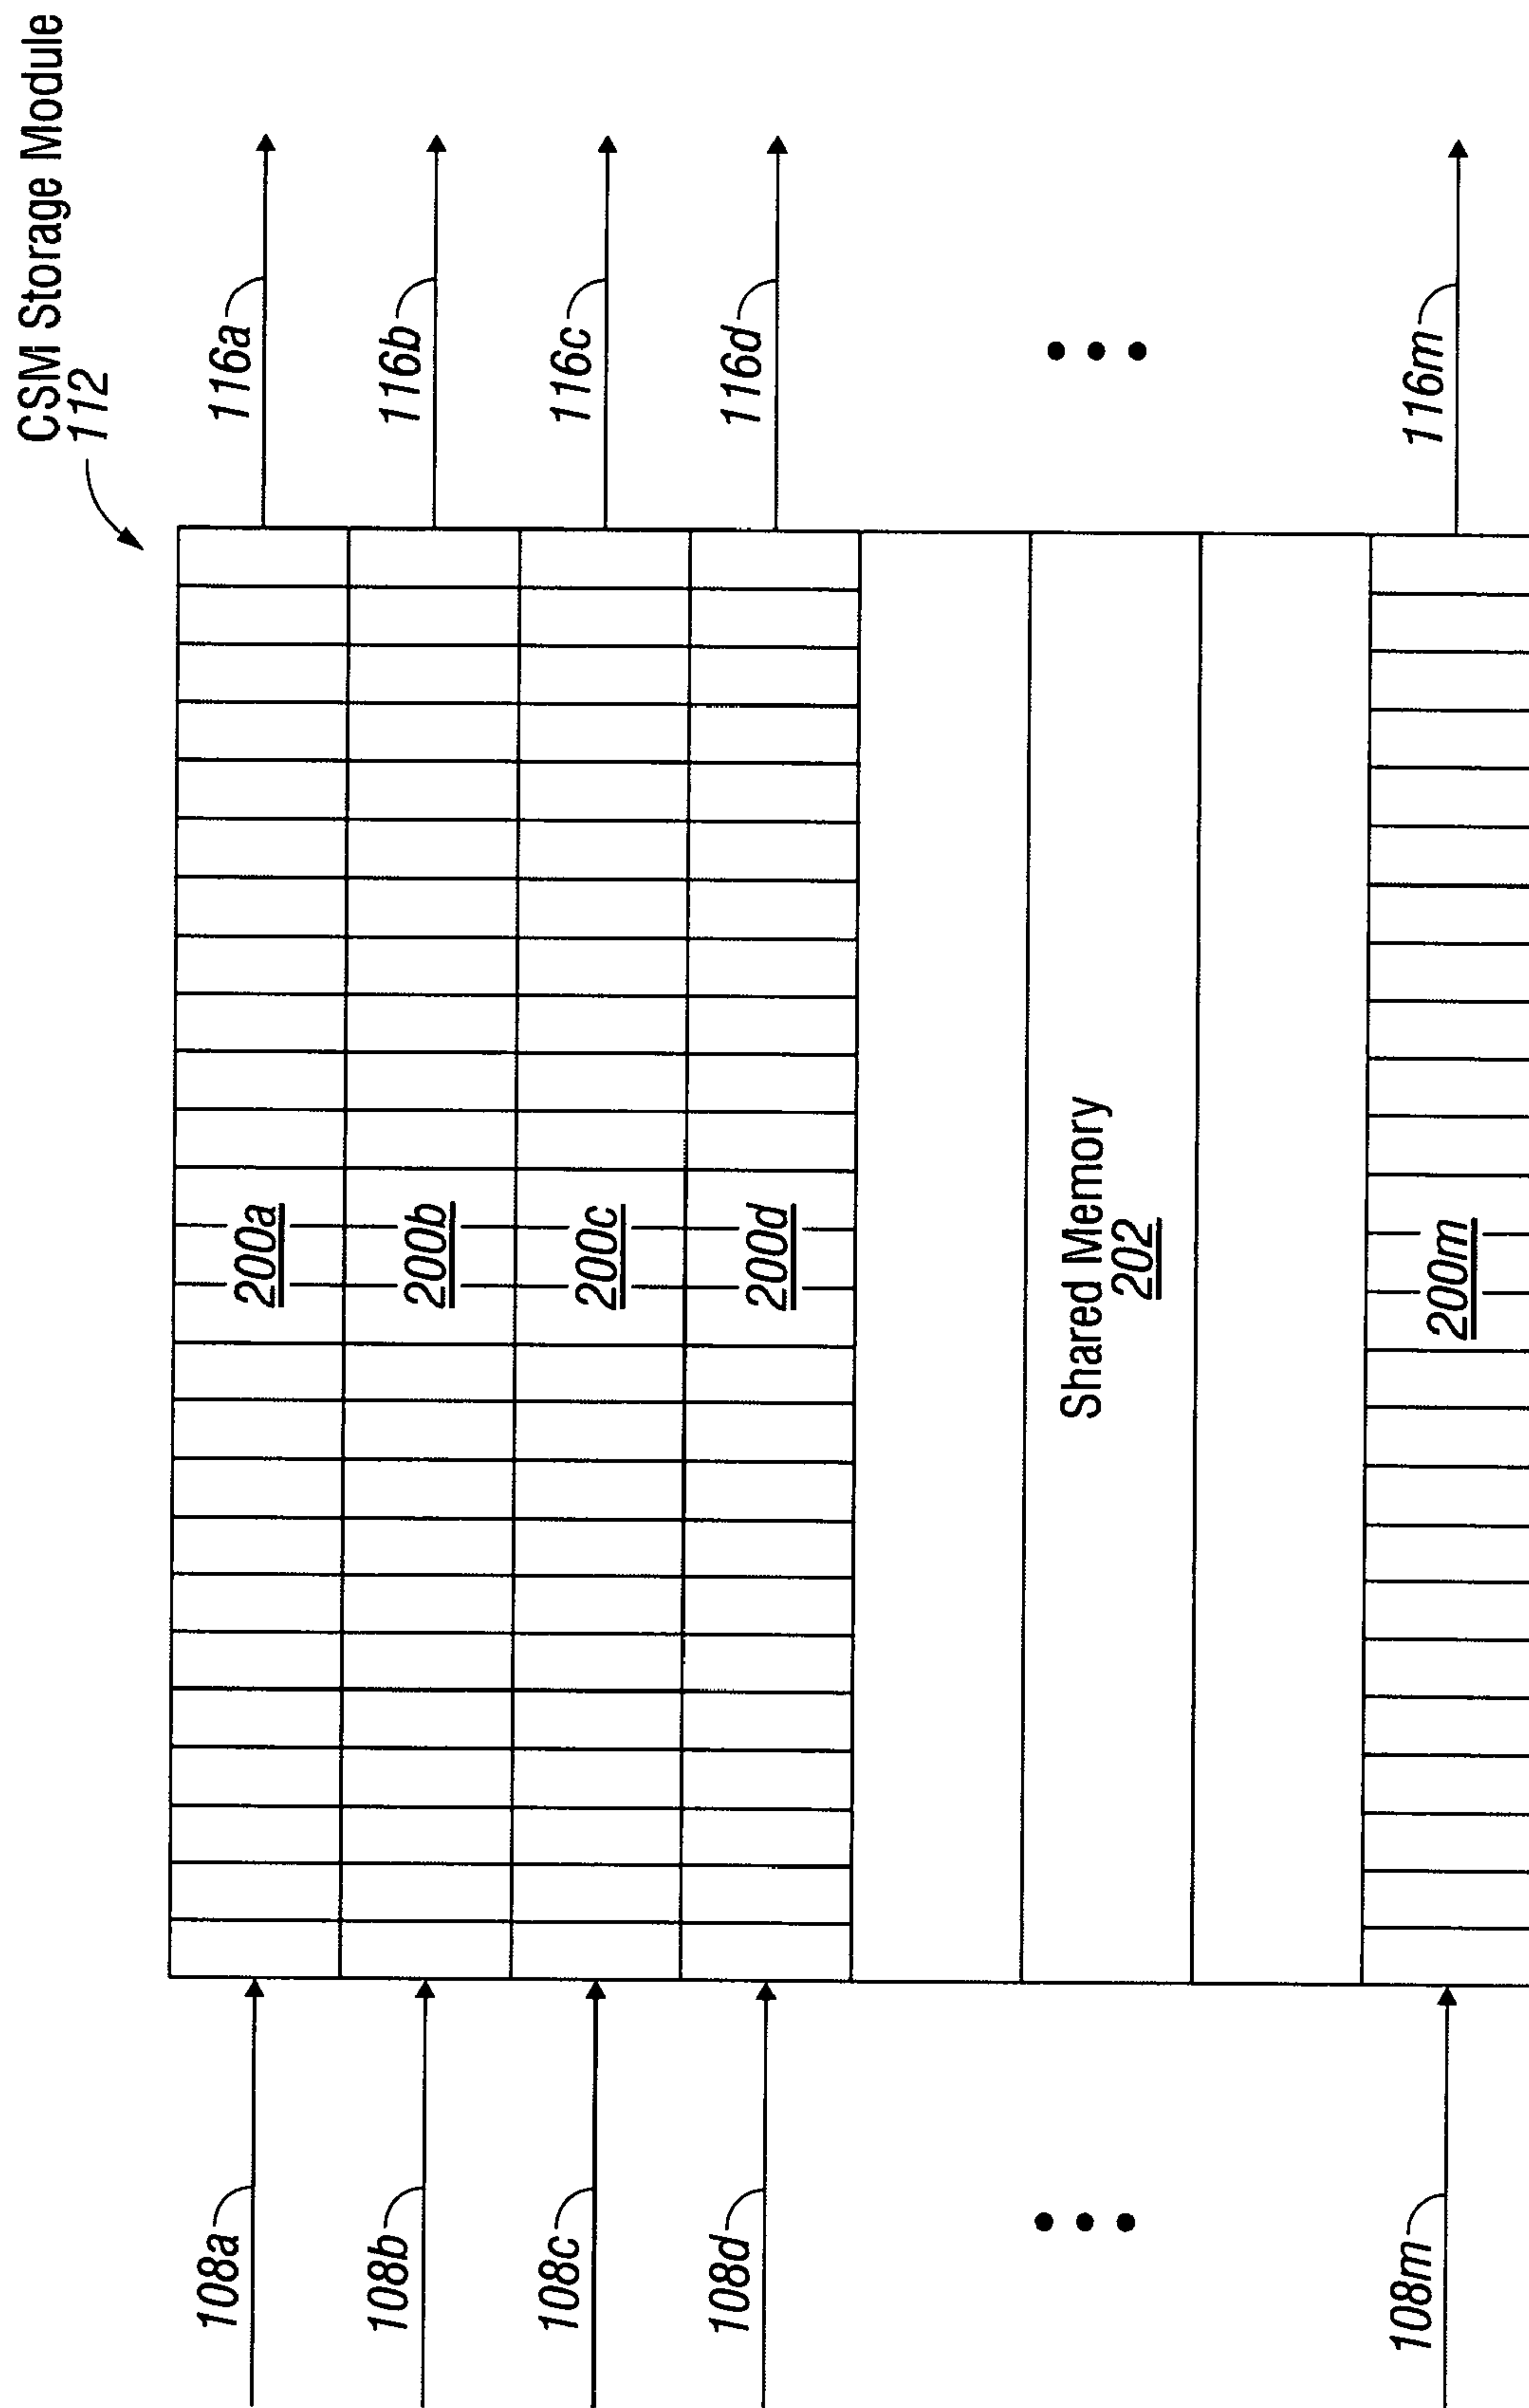 CSM Storage Module
112
108a
200a
116a
108b
200b
116b
108c
200c
116c
108d
200d
116d
Shared Memory
202
108m
200m
116m